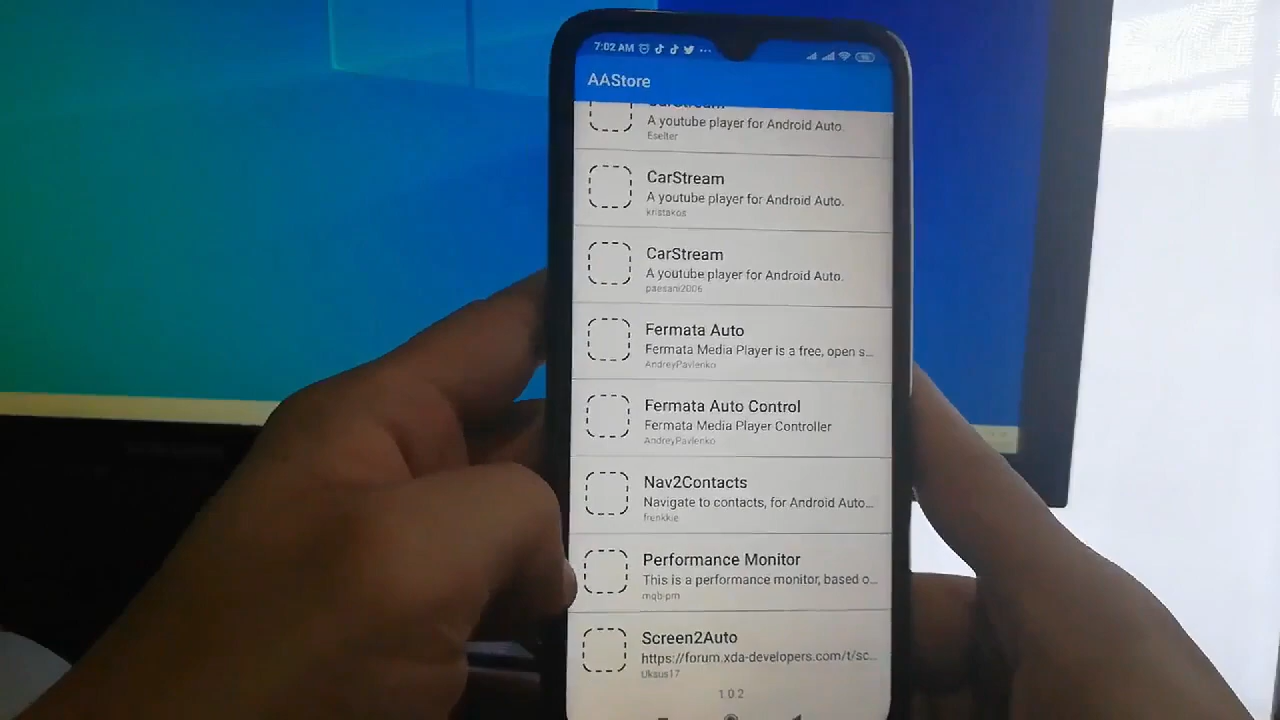 7:02 AM
AAStore
CarStream
A youtube player for Android Auto.
Eselter
CarStream
A youtube player for Android Auto.
kristakos
CarStream
A youtube player for Android Auto.
paesani2006
Fermata Auto
Fermata Media Player is a free, open s...
AndreyPavlenko
Fermata Auto Control
Fermata Media Player Controller
AndreyPavlenko
Nav2Contacts
Navigate to contacts, for Android Auto...
frenkkie
Performance Monitor
This is a performance monitor, based o...
mqbpm
Screen2Auto
https://forum.xda-developers.com/t/sc...
Uksus17
1.0.2